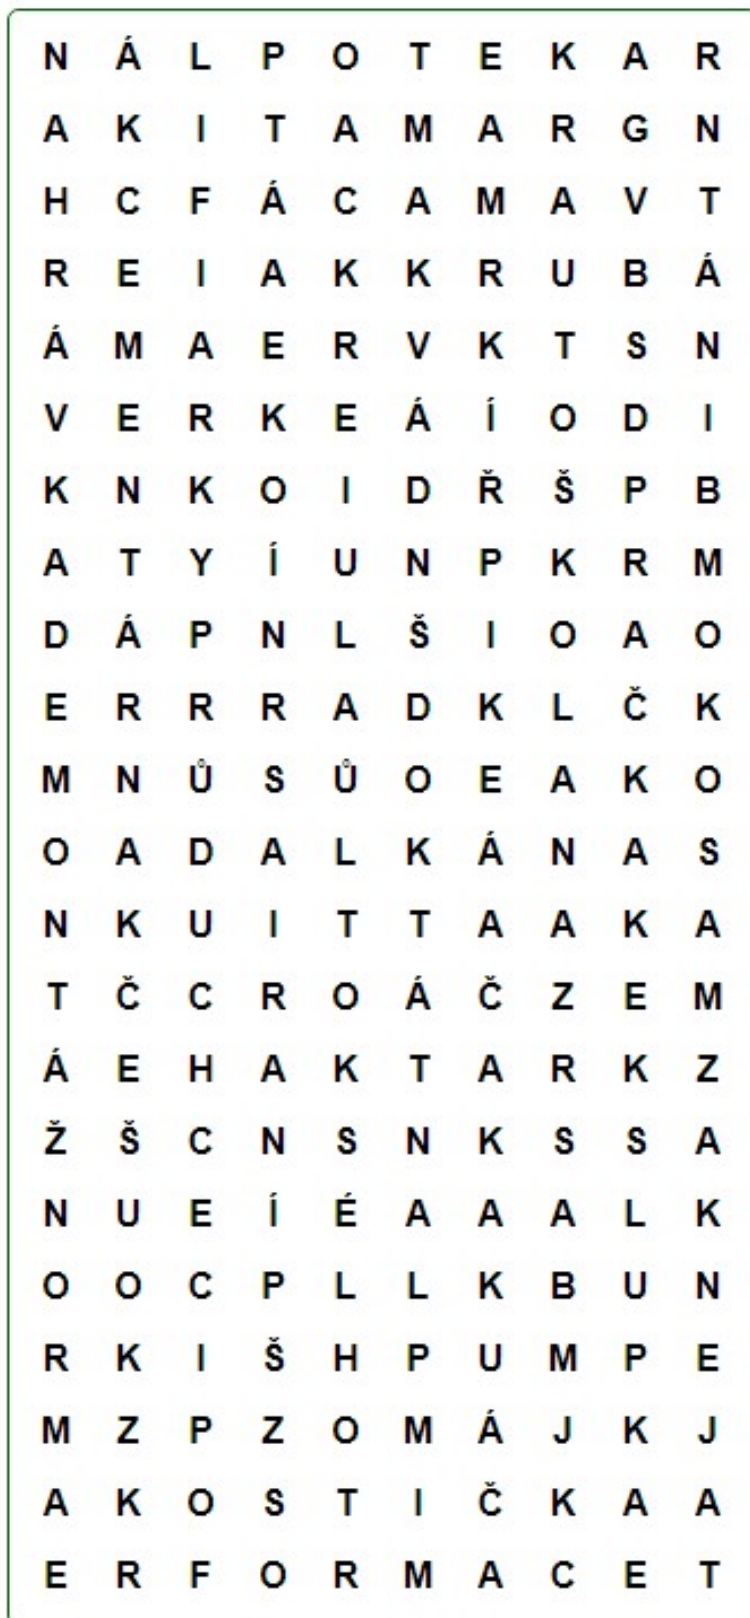 N Á L P O T E K A R
A K I T A M A R G N
H C F Á C A M A V T
R E I A K K R U B Á
Á M A E R V K T S N
V E R K E Á Í O D I
K N K O I D Ř Š P B
A T Y Í U N P K R M
D Á P N L Š I O A O
E R R R A D K L Č K
M N Ů S Ů O E A K O
O A D A L K Á N A S
N K U I T T A A K A
T Č C R O Á Č Z E M
Á E H A K T A R K Z
Ž Š C N S N K S S A
N U E Í É A A A L K
O O C P L L K B U N
R K I Š H P U M P E
M Z P Z O M Á J K J
A K O S T I Č K A A
E R F O R M A C E T